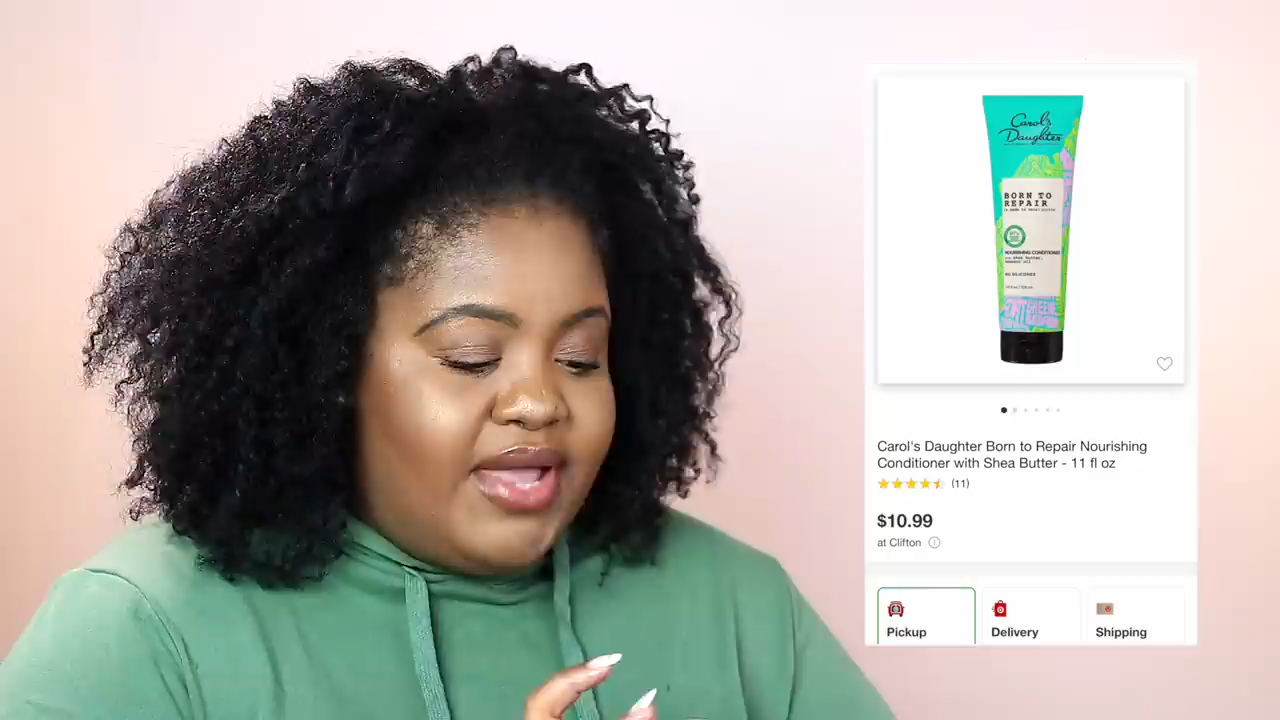 Carol's
Daughter
BORN TO
REPAIR
NOURISHING CONDITIONER
NO SILICONES
Carol's Daughter Born to Repair Nourishing
Conditioner with Shea Butter - 11 fl oz
(11)
$10.99
at Clifton
Pickup
Delivery
Shipping